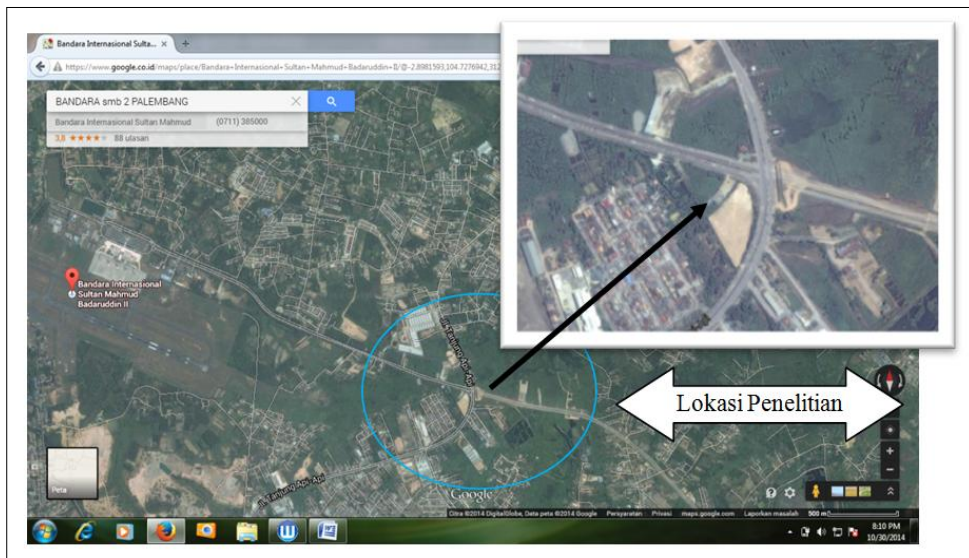 Bandara Internasional Sulta... ×
https://www.google.co.id/maps/place/Bandara+Internasional+Sultan+Mahmud+Badaruddin+II/@-2.8981593,104.7276942,312
BANDARA smb 2 PALEMBANG
Bandara Internasional Sultan Mahmud (0711) 385000
3,8 ★★★★ 88 ulasan
Bandara Internasional
Sultan Mahmud
Badaruddin II
Jl. Tanjung Api-Api
Lokasi Penelitian
Jl. Tanjung Api-Api
Peta
Google
Citra ©2014 DigitalGlobe, Data peta ©2014 Google Persyaratan Privasi maps.google.com Laporkan masalah 500 m
8:10 PM
10/30/2014